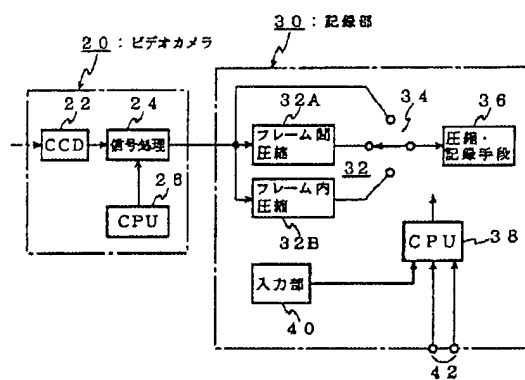 20：ビデオカメラ
30：記録部
22
24
32A
34
36
CCD
信号処理
フレーム間
圧縮
圧縮・
記録手段
32
フレーム内
圧縮
28
CPU
32B
CPU
38
入力部
40
42